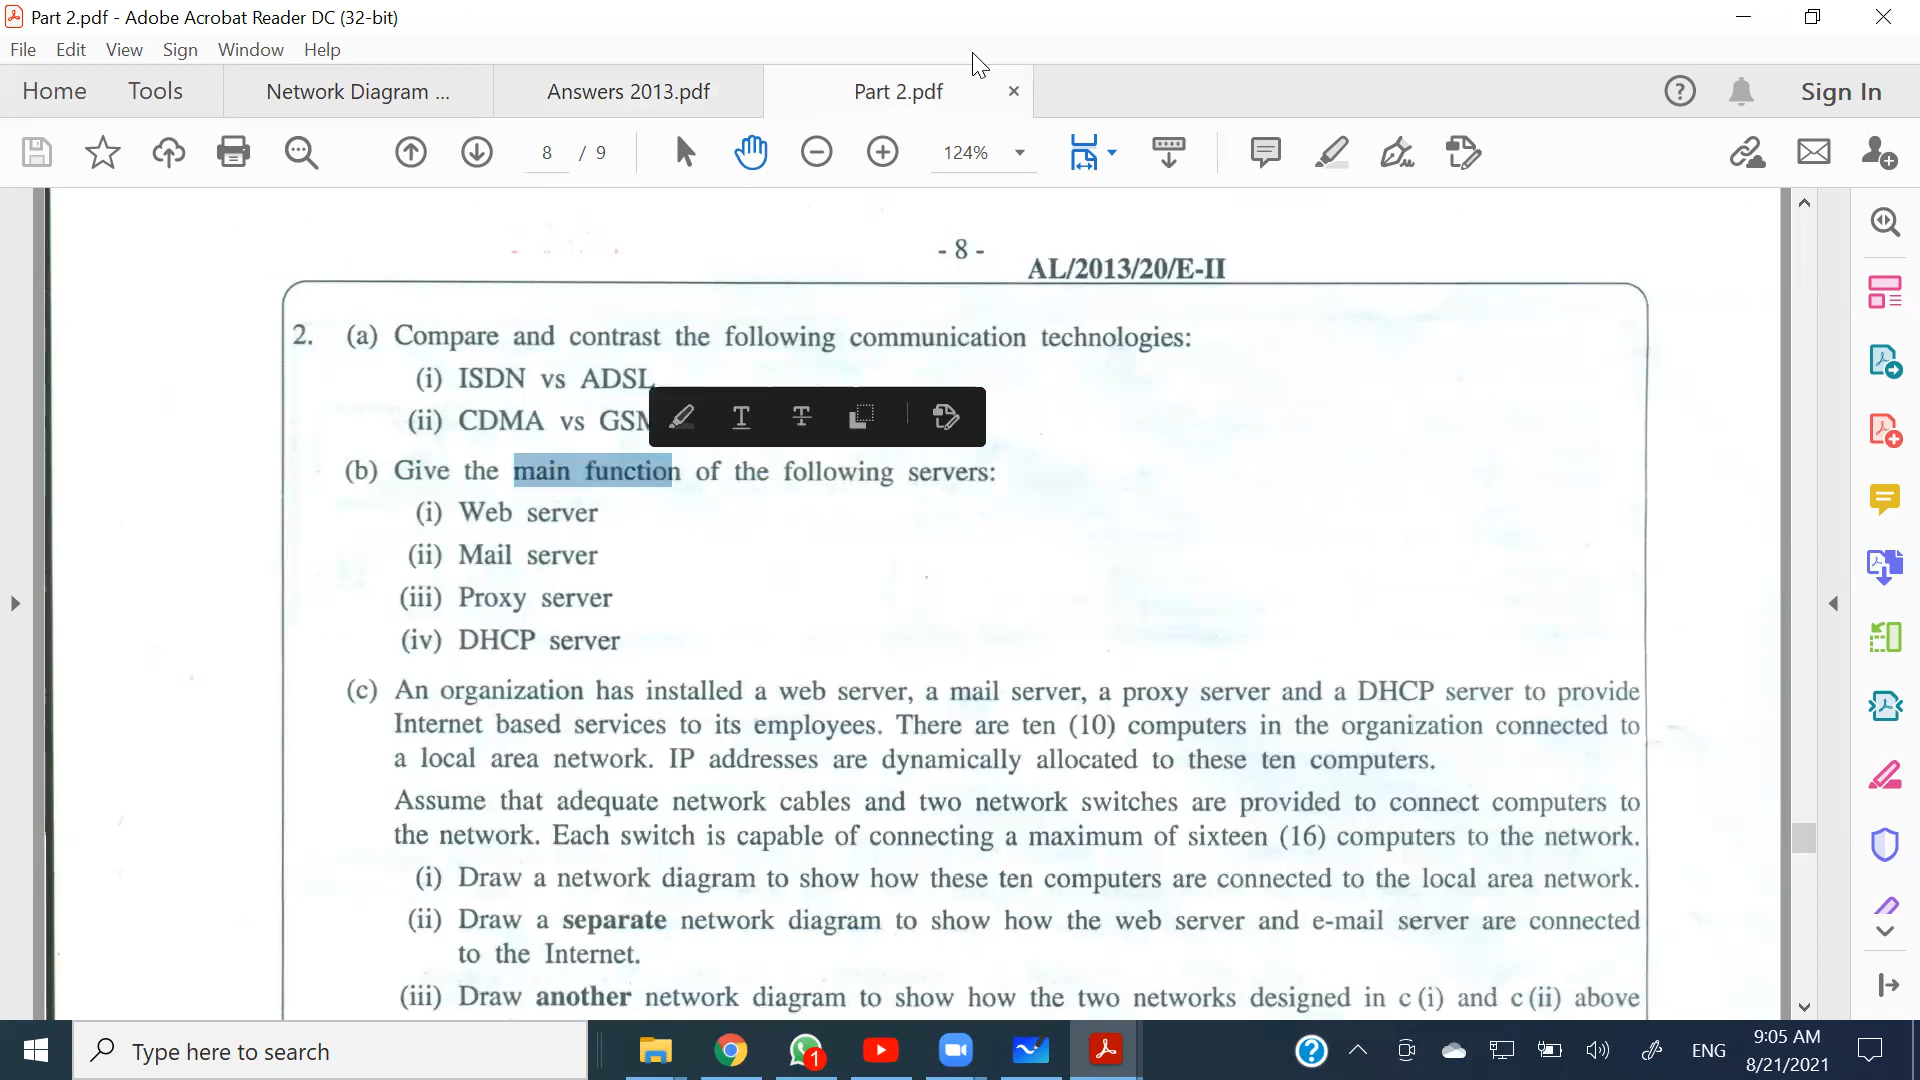 Part 2.pdf - Adobe Acrobat Reader DC (32-bit)
File Edit View Sign Window Help
Home Tools Network Diagram ... Answers 2013.pdf Part 2.pdf × Sign In
8 / 9 124%
- 8 -
AL/2013/20/E-II
2. (a) Compare and contrast the following communication technologies:
(i) ISDN vs ADSL
(ii) CDMA vs GSM
(b) Give the main function of the following servers:
(i) Web server
(ii) Mail server
(iii) Proxy server
(iv) DHCP server
(c) An organization has installed a web server, a mail server, a proxy server and a DHCP server to provide
Internet based services to its employees. There are ten (10) computers in the organization connected to
a local area network. IP addresses are dynamically allocated to these ten computers.
Assume that adequate network cables and two network switches are provided to connect computers to
the network. Each switch is capable of connecting a maximum of sixteen (16) computers to the network.
(i) Draw a network diagram to show how these ten computers are connected to the local area network.
(ii) Draw a separate network diagram to show how the web server and e-mail server are connected
to the Internet.
(iii) Draw another network diagram to show how the two networks designed in c (i) and c (ii) above
Type here to search
1
ENG
9:05 AM
8/21/2021